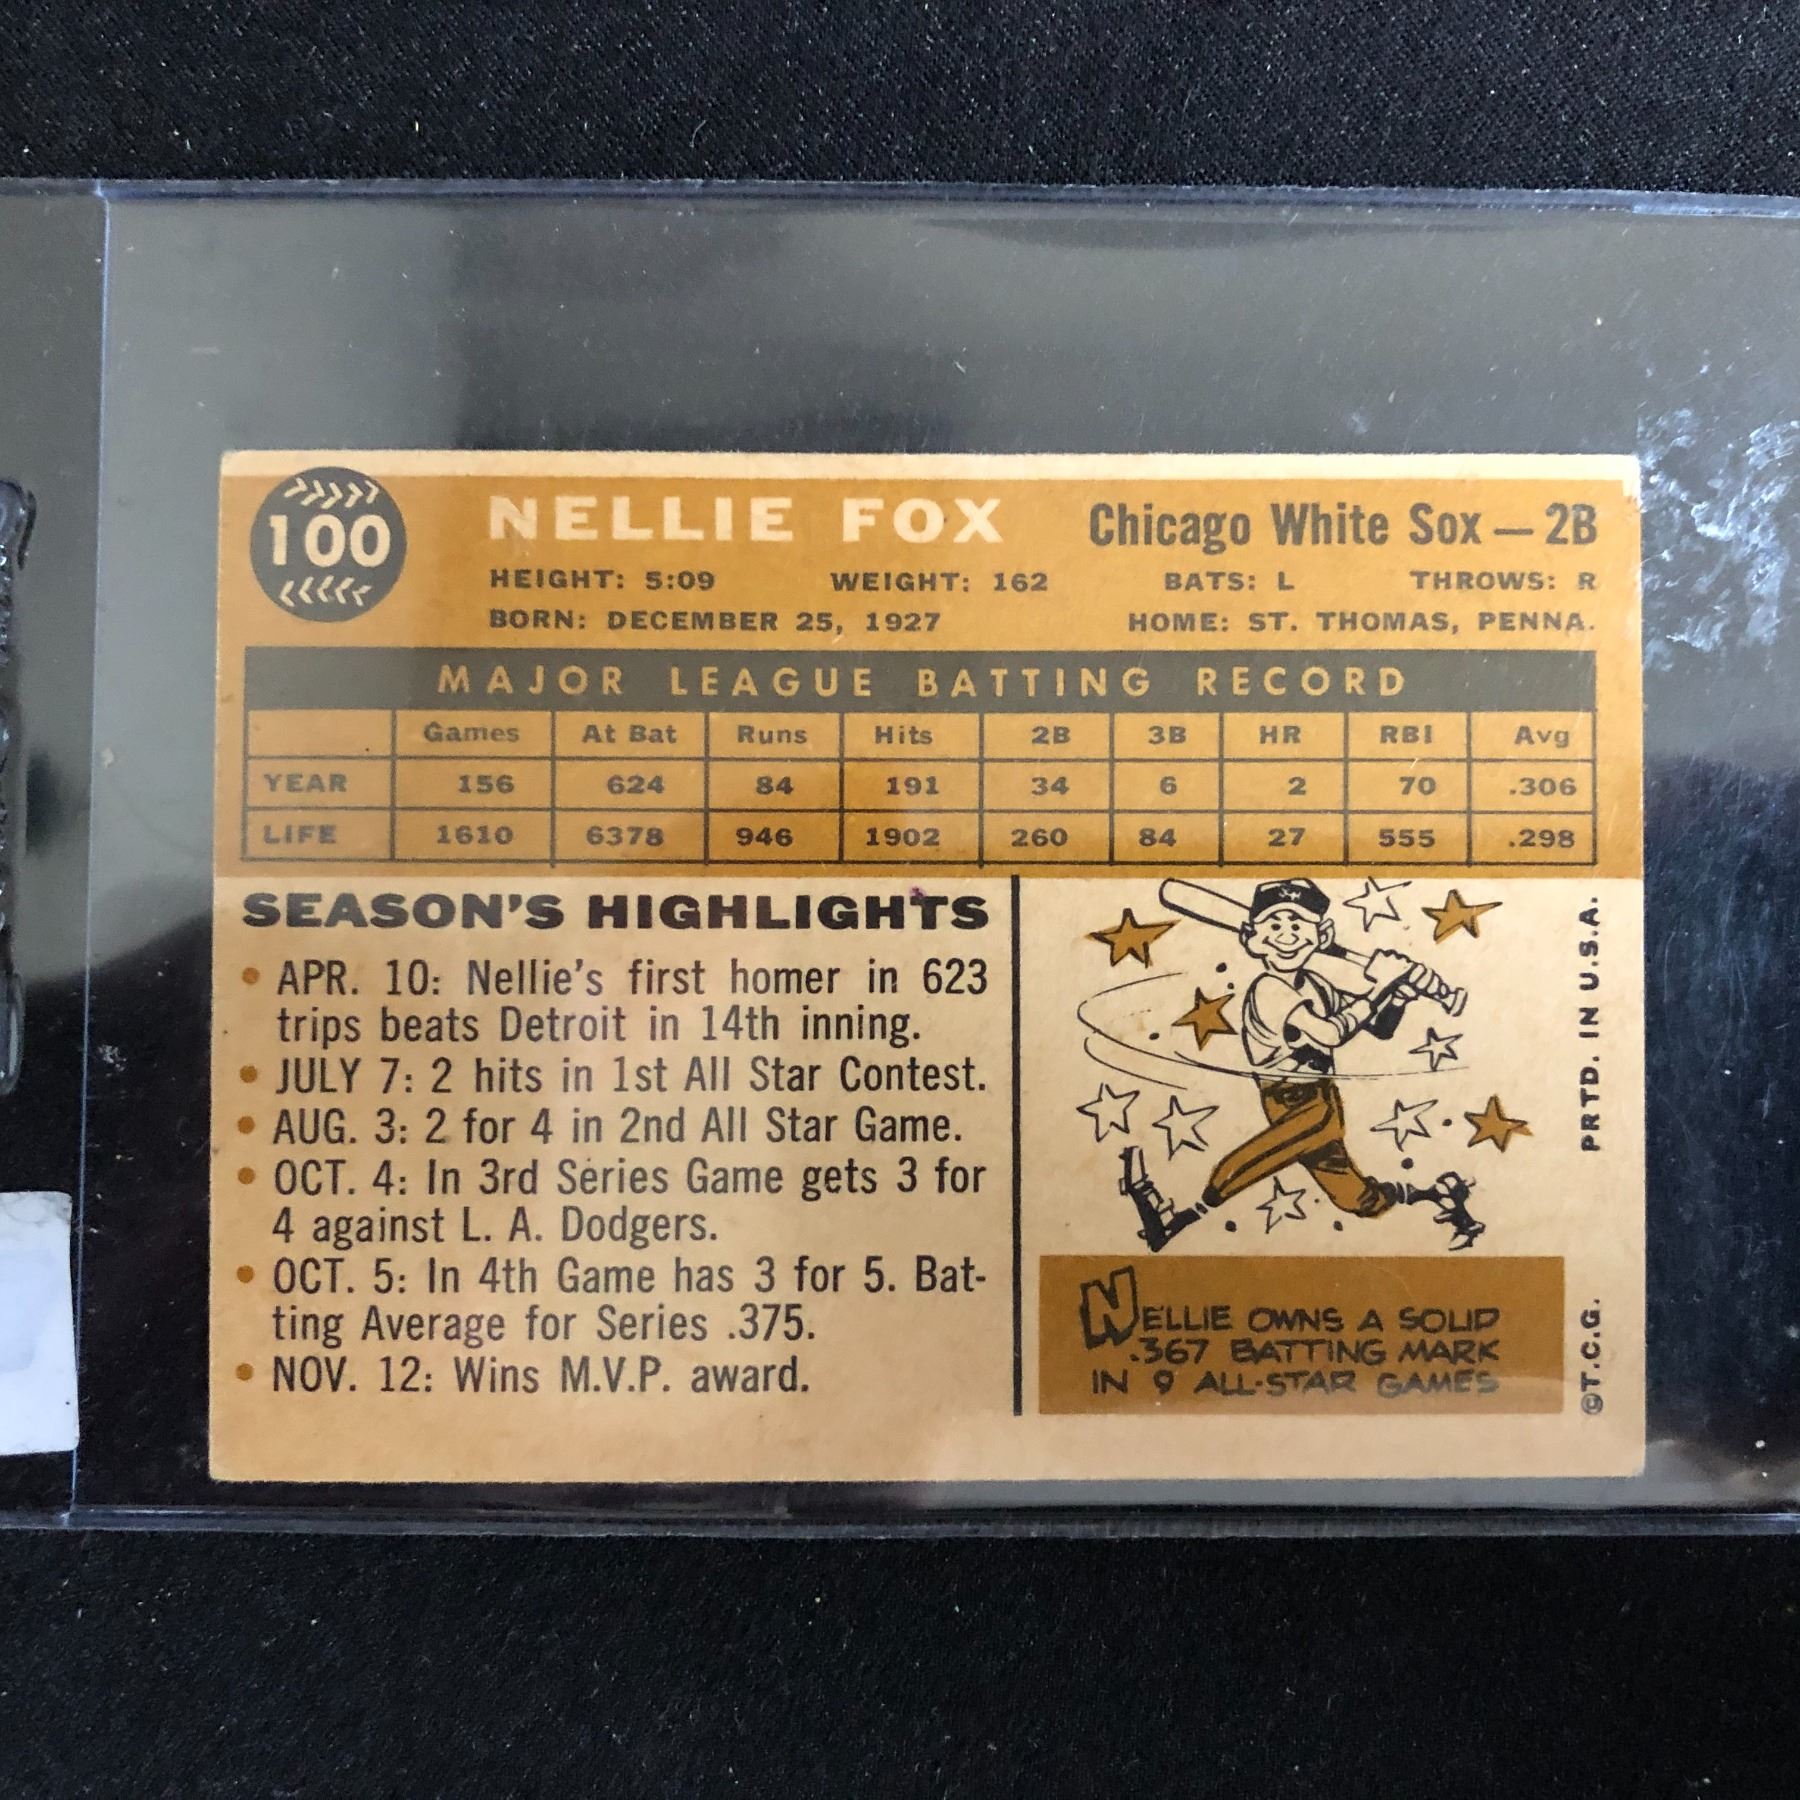 100
NELLIE FOX Chicago White Sox — 2B
HEIGHT: 5:09 WEIGHT: 162 BATS: L THROWS: R
BORN: DECEMBER 25, 1927 HOME: ST. THOMAS, PENNA.
MAJOR LEAGUE BATTING RECORD
Games At Bat Runs Hits 2B 3B HR RBI Avg
YEAR 156 624 84 191 34 6 2 70 .306
LIFE 1610 6378 946 1902 260 84 27 555 .298
SEASON'S HIGHLIGHTS
• APR. 10: Nellie's first homer in 623
trips beats Detroit in 14th inning.
• JULY 7: 2 hits in 1st All Star Contest.
• AUG. 3: 2 for 4 in 2nd All Star Game.
• OCT. 4: In 3rd Series Game gets 3 for
4 against L. A. Dodgers.
• OCT. 5: In 4th Game has 3 for 5. Bat-
ting Average for Series .375.
• NOV. 12: Wins M.V.P. award.
NELLIE OWNS A SOLID
.367 BATTING MARK
IN 9 ALL-STAR GAMES
©T.C.G. PRTD. IN U.S.A.